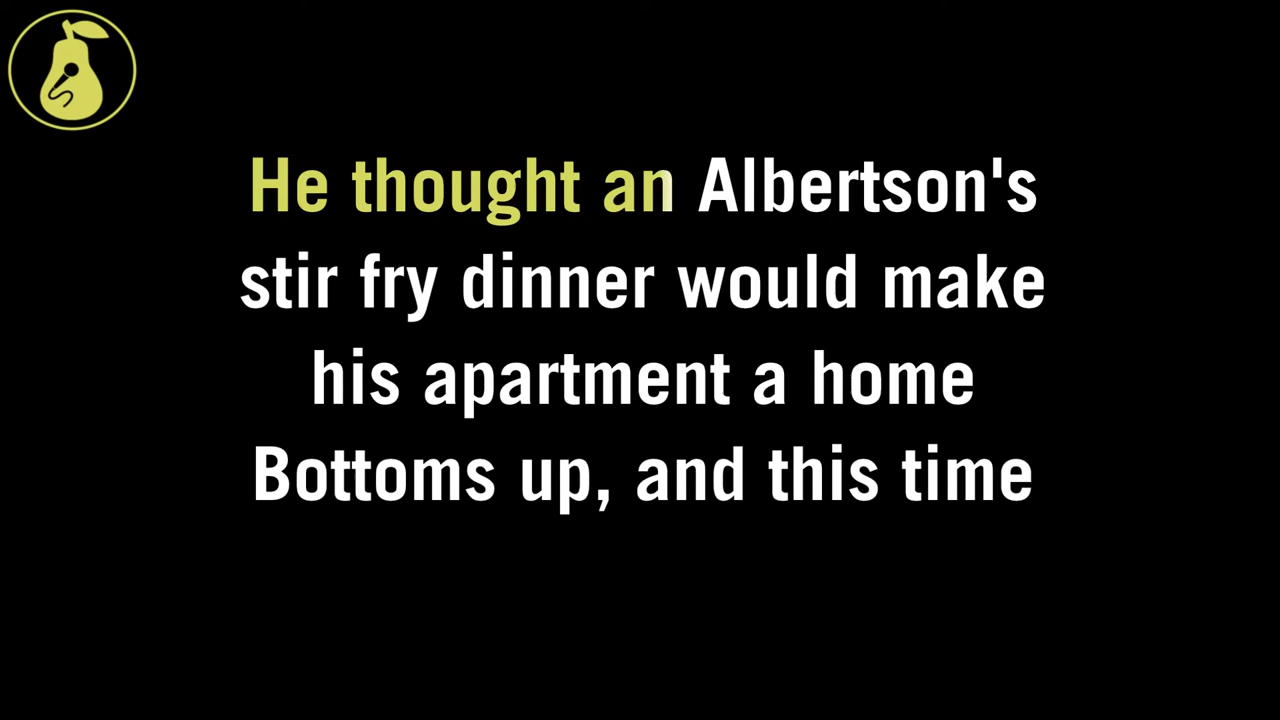 He thought an Albertson's
stir fry dinner would make
his apartment a home
Bottoms up, and this time